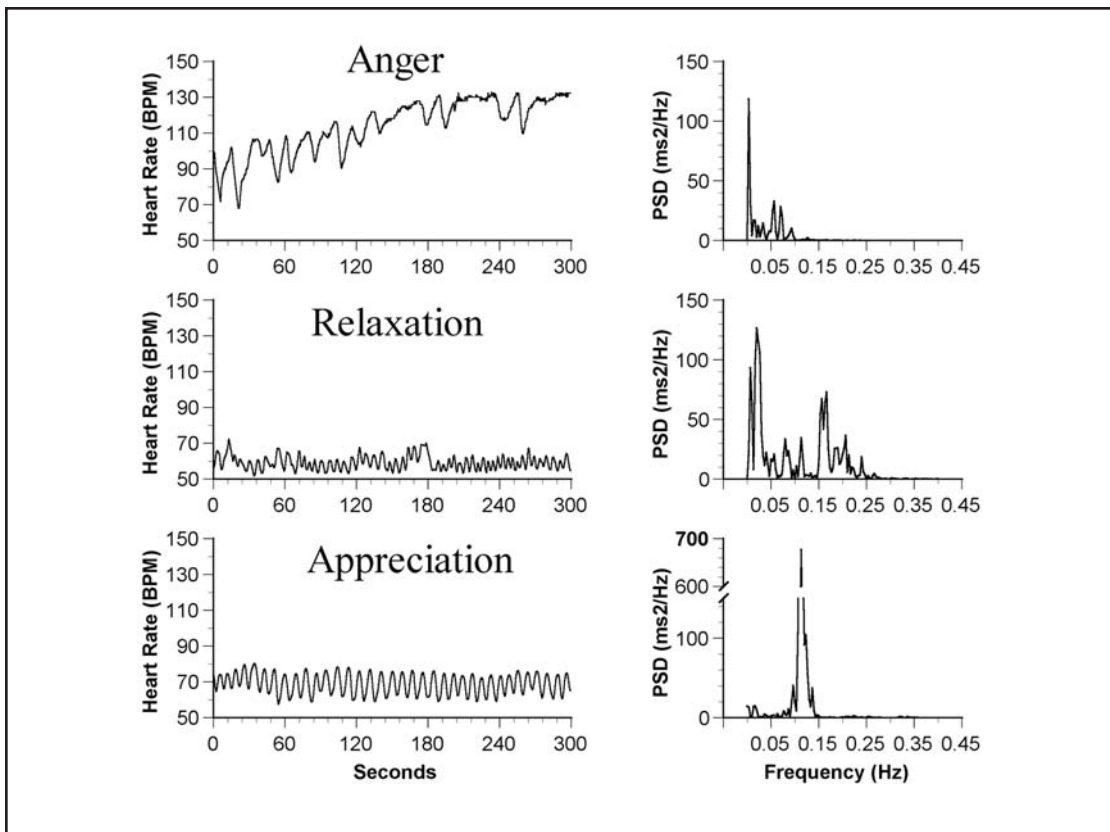 Anger
Heart Rate (BPM)
150
130
110
90
70
50
0 60 120 180 240 300
PSD (ms2/Hz)
150
100
50
0
0.05 0.15 0.25 0.35 0.45
Relaxation
Heart Rate (BPM)
150
130
110
90
70
50
0 60 120 180 240 300
PSD (ms2/Hz)
150
100
50
0
0.05 0.15 0.25 0.35 0.45
Appreciation
Heart Rate (BPM)
150
130
110
90
70
50
0 60 120 180 240 300
Seconds
PSD (ms2/Hz)
700
600
100
0
0.05 0.15 0.25 0.35 0.45
Frequency (Hz)